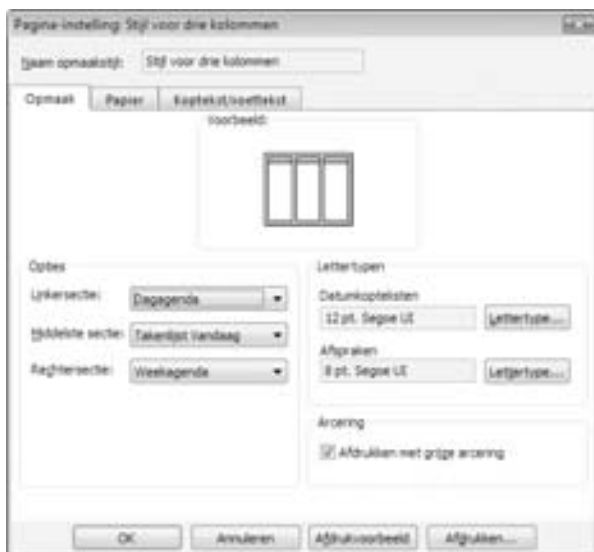 Pagina-instelling: Stijl voor drie kolommen
Naam opmaakstijl: Stijl voor drie kolommen
Opmaak Papier Koptekst/voettekst
Voorbeeld:
Opties
Linkersectie: Dagagenda
Middelste sectie: Takenlijst Vandaag
Rechtersectie: Weekagenda
Lettertypen
Datumkopteksten
12 pt. Segoe UI Lettertype...
Afspraken
8 pt. Segoe UI Lettertype...
Arcering
Afdrukken met grijze arcering
OK Annuleren Afdrukvoorbeeld Afdrukken...